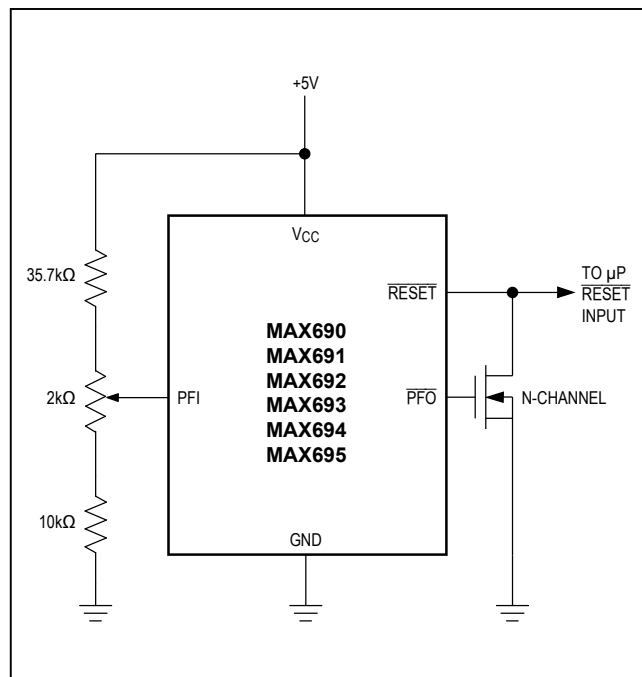 +5V
VCC
35.7kΩ
RESET
TO µP
RESET
INPUT
MAX690
MAX691
MAX692
MAX693
MAX694
MAX695
2kΩ
PFI
PFO
N-CHANNEL
10kΩ
GND